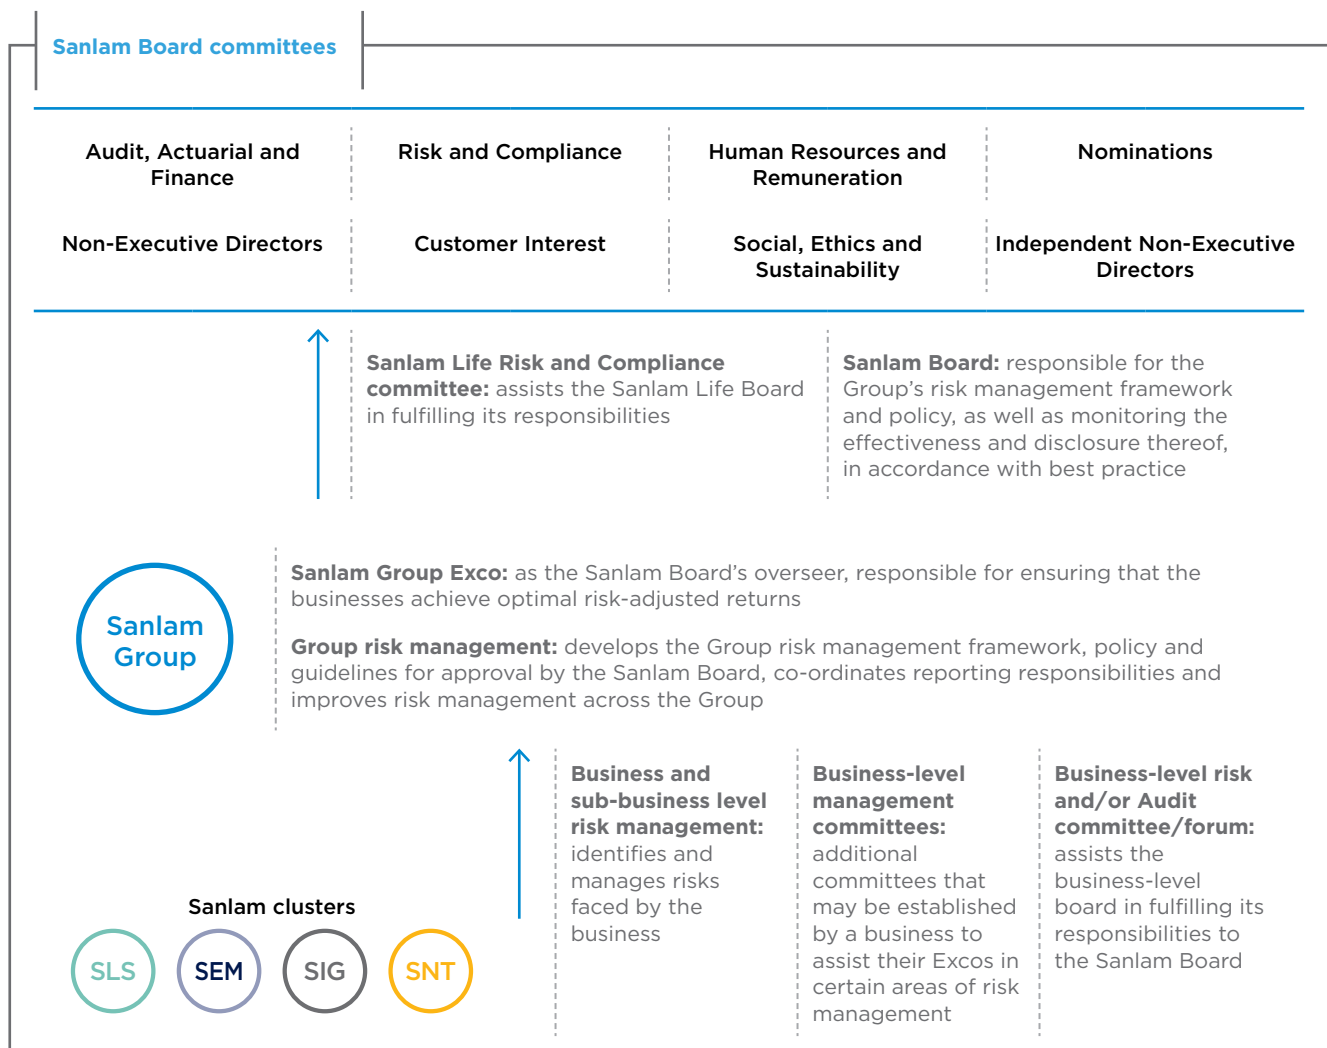 Sanlam Board committees
Audit, Actuarial and
Finance
Risk and Compliance
Human Resources and
Remuneration
Nominations
Non-Executive Directors
Customer Interest
Social, Ethics and
Sustainability
Independent Non-Executive
Directors
Sanlam Life Risk and Compliance
committee: assists the Sanlam Life Board
in fulfilling its responsibilities
Sanlam Board: responsible for the
Group’s risk management framework
and policy, as well as monitoring the
effectiveness and disclosure thereof,
in accordance with best practice
Sanlam
Group
Sanlam Group Exco: as the Sanlam Board’s overseer, responsible for ensuring that the
businesses achieve optimal risk-adjusted returns
Group risk management: develops the Group risk management framework, policy and
guidelines for approval by the Sanlam Board, co-ordinates reporting responsibilities and
improves risk management across the Group
Sanlam clusters
SLS
SEM
SIG
SNT
Business and
sub-business level
risk management:
identifies and
manages risks
faced by the
business
Business-level
management
committees:
additional
committees that
may be established
by a business to
assist their Excos in
certain areas of risk
management
Business-level risk
and/or Audit
committee/forum:
assists the
business-level
board in fulfilling its
responsibilities to
the Sanlam Board